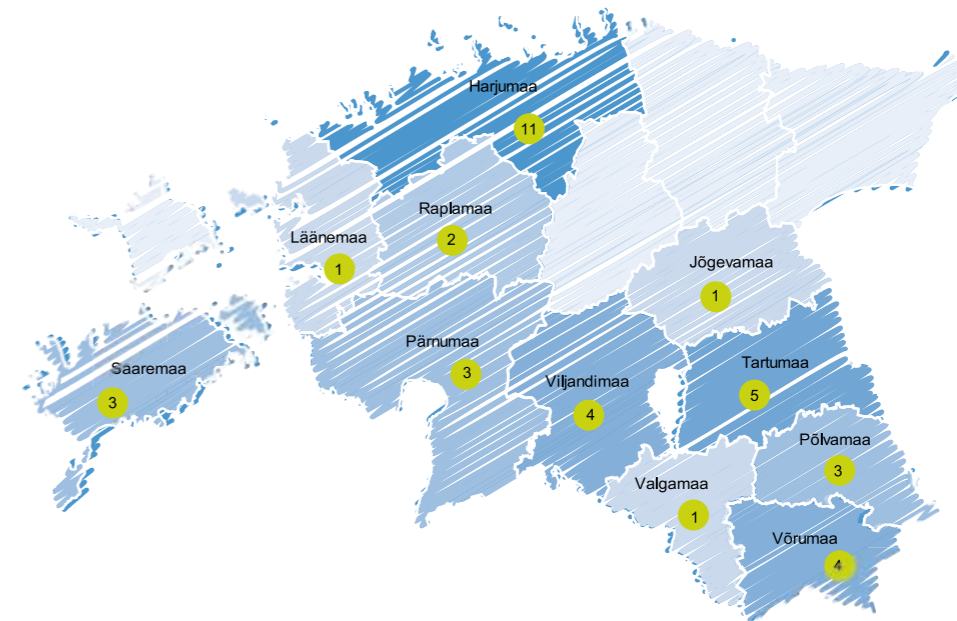 Harjumaa
11
Raplamaa
2
Läänemaa
1
Jõgevamaa
1
Pärnumaa
3
Saaremaa
3
Viljandimaa
4
Tartumaa
5
Põlvamaa
3
Valgamaa
1
Võrumaa
4